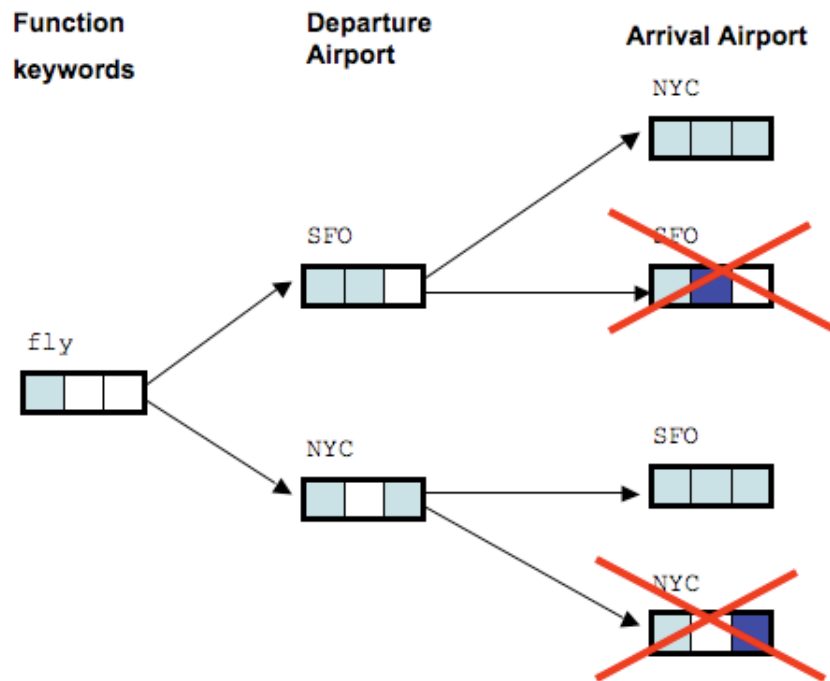 Function
keywords
Departure
Airport
Arrival Airport
NYC
SFO
SFO
fly
NYC
SFO
NYC